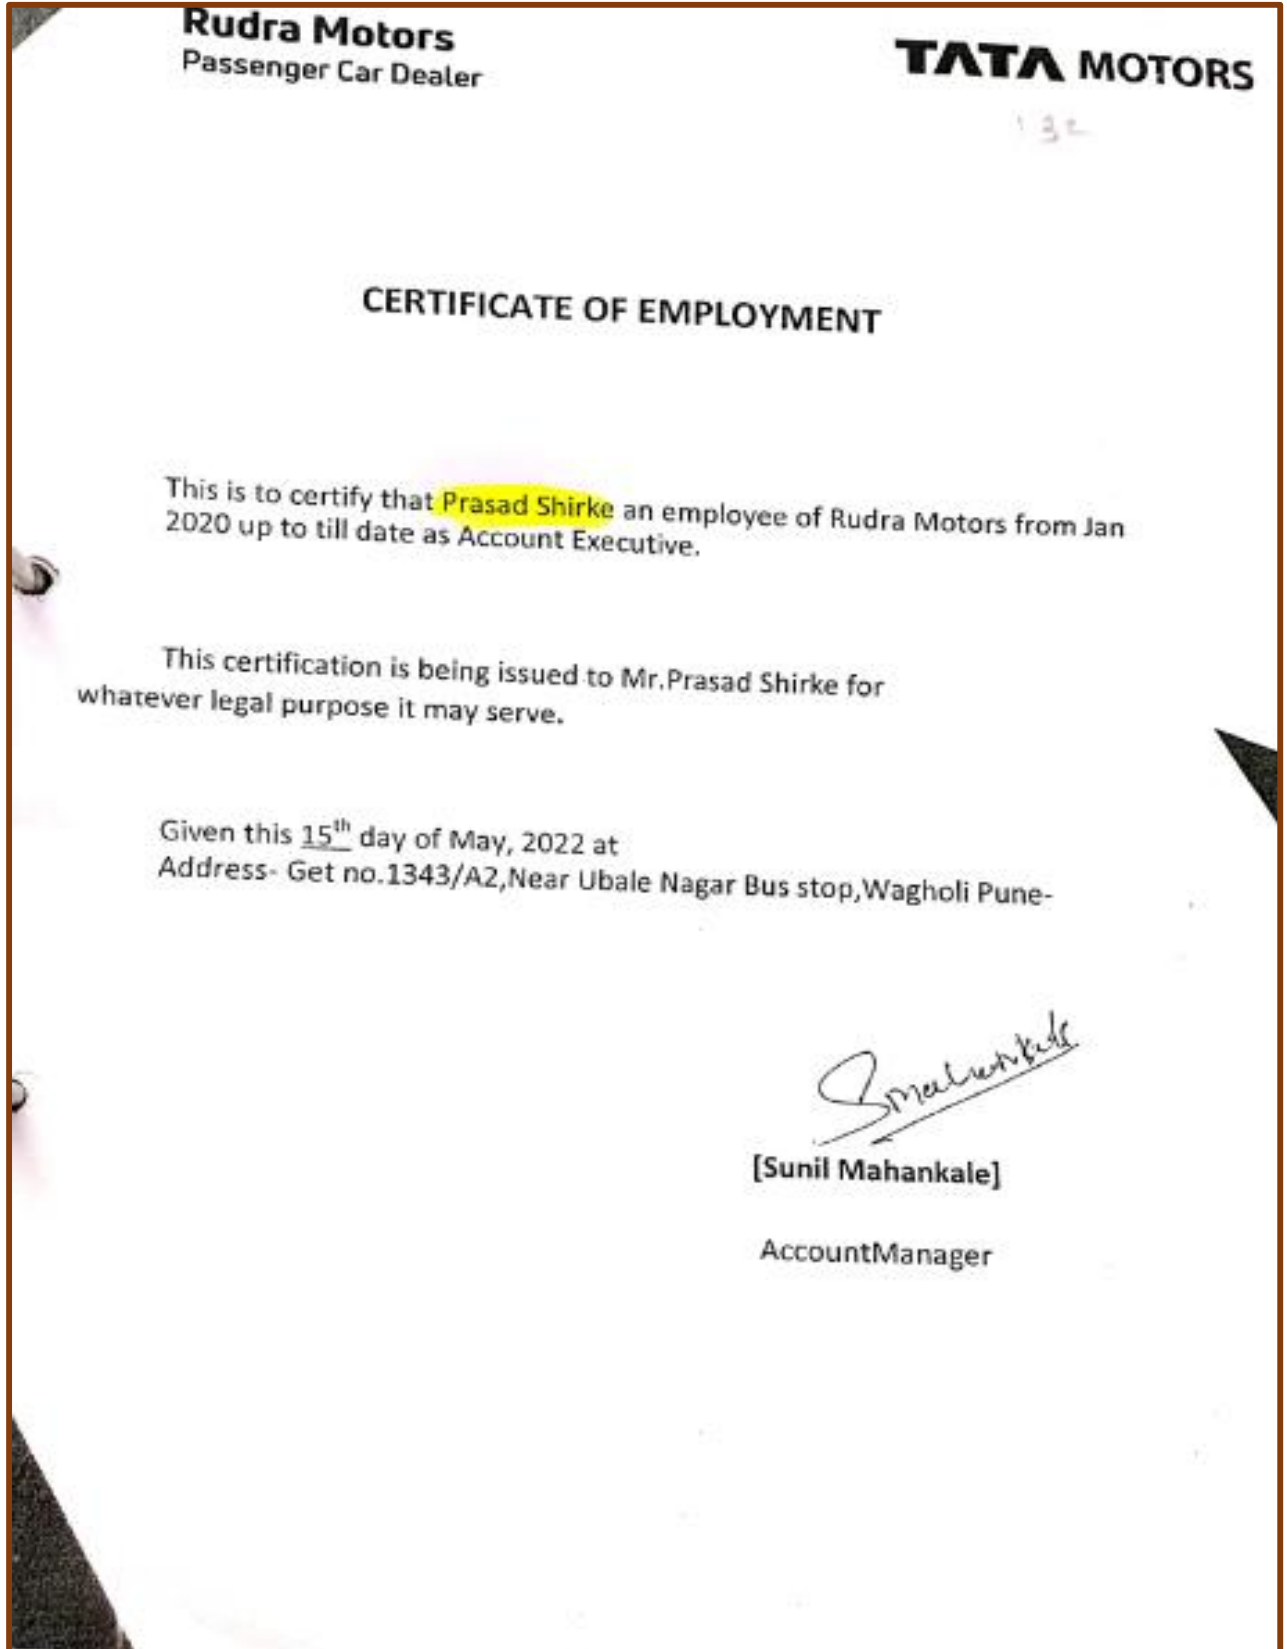 Rudra Motors
Passenger Car Dealer
TATA MOTORS
CERTIFICATE OF EMPLOYMENT
This is to certify that Prasad Shirke an employee of Rudra Motors from Jan
2020 up to till date as Account Executive.
This certification is being issued to Mr.Prasad Shirke for
whatever legal purpose it may serve.
Given this 15th day of May, 2022 at
Address- Get no.1343/A2,Near Ubale Nagar Bus stop,Wagholi Pune-
[Sunil Mahankale]
AccountManager